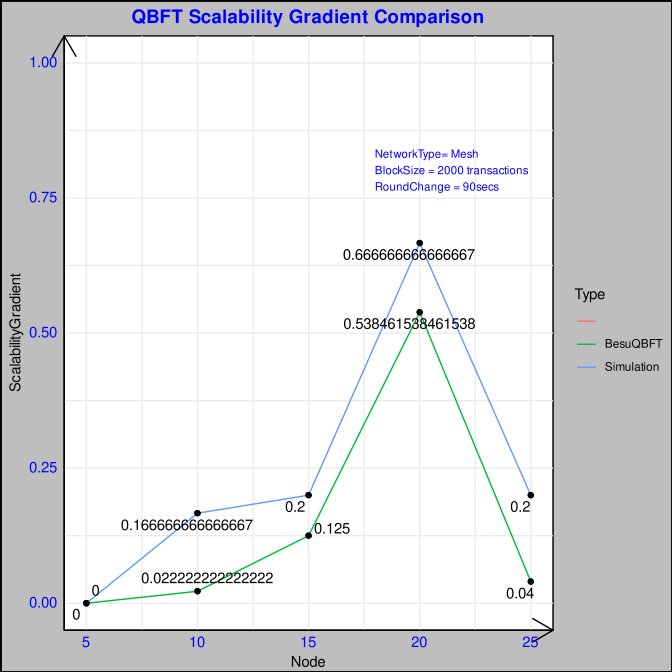 QBFT Scalability Gradient Comparison
1.00
NetworkType= Mesh
BlockSize = 2000 transactions
RoundChange = 90secs
0.75
0.666666666666667
ScalabilityGradient
Type
0.50
0.538461538461538
BesuQBFT
Simulation
0.25
0.2
0.2
0.166666666666667
0.125
0.022222222222222
0.04
0
0.00
0
5
10
15
20
25
Node